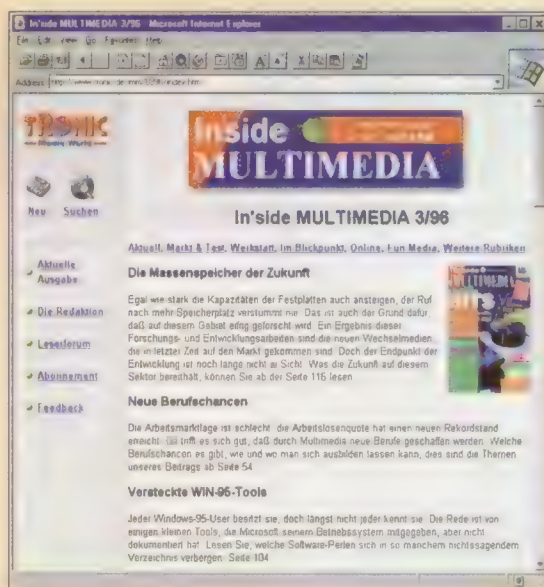 In'side MULTIMEDIA 3/96 - Microsoft Internet Explorer
File Edit View Go Favorites Help
Address
TRONIC
Media World
Inside
MULTIMEDIA
Neu Suchen
In'side MULTIMEDIA 3/96
Aktuell, Markt & Test, Werkstatt, Im Blickpunkt, Online, Fun Media, Weitere Rubriken
Aktuelle
Ausgabe
Die Redaktion
Leserforum
Abonnement
Feedback
Die Massenspeicher der Zukunft
Egal wie stark die Kapazitäten der Festplatten auch ansteigen, der Ruf
nach mehr Speicherplatz verstummt nie. Das ist auch der Grund dafür,
daß auf diesem Gebiet geforscht wird. Ein Ergebnis dieser
Forschungs- und Entwicklungsarbeiten sind die neuen Wechselmedien,
die in letzter Zeit auf den Markt gekommen sind. Doch der Endpunkt der
Entwicklung ist noch lange nicht in Sicht. Was die Zukunft auf diesem
Sektor bereithält, können Sie ab der Seite 116 lesen.
Neue Berufschancen
Die Arbeitsmarktlage ist schlecht, die Arbeitslosenquote hat einen neuen Rekordstand
erreicht. trifft es sich gut, daß durch Multimedia neue Berufe geschaffen werden. Welche
Berufschancen es gibt, wie und wo man sich ausbilden lassen kann, dies sind die Themen
unseres Beitrags ab Seite 54.
Versteckte WIN-95-Tools
Jeder Windows-95-User besitzt sie, doch längst nicht jeder kennt sie. Die Rede ist von
einigen kleinen Tools, die Microsoft seinem Betriebssystem mitgegeben, aber nicht
dokumentiert hat. Lesen Sie, welche Software-Perlen sich in so manchem nichtssagendem
Verzeichnis verbergen. Seite 104